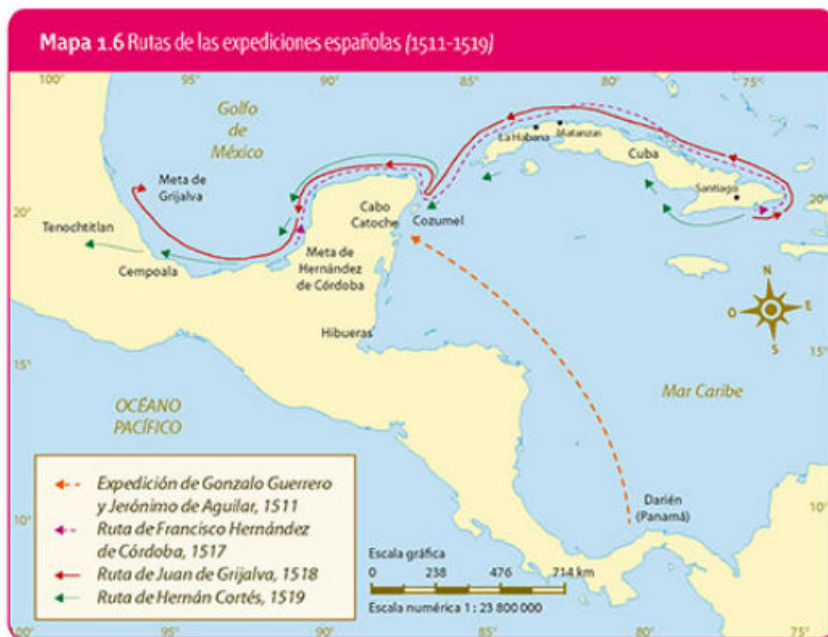 Mapa 1.6 Rutas de las expediciones españolas (1511-1519)
100° 95° 90° 85° 80° 75°
Golfo
de
México
La Habana
Matanzan
Cuba
Santiago
Meta de
Grijalva
20°
20°
Tenochtitlan
Cabo
Catoche
Cozumel
Cempoala
Meta de
Hernández
de Córdoba
Hibueras
N
O
E
S
15°
15°
Mar Caribe
OCÉANO
PACÍFICO
Expedición de Gonzalo Guerrero
y Jerónimo de Aguilar, 1511
Ruta de Francisco Hernández
de Córdoba, 1517
Ruta de Juan de Grijalva, 1518
Ruta de Hernán Cortés, 1519
Darién
(Panamá)
10°
10°
Escala gráfica
0 238 476 714 km
Escala numérica 1 : 23 800 000
100° 95° 90° 85° 80° 75°